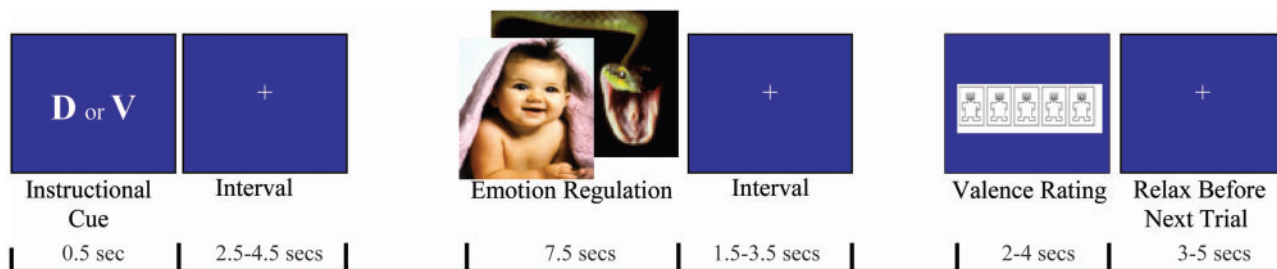 D or V
Instructional
Cue
Interval
Emotion Regulation
Interval
Valence Rating
Relax Before
Next Trial
0.5 sec
2.5-4.5 secs
7.5 secs
1.5-3.5 secs
2-4 secs
3-5 secs